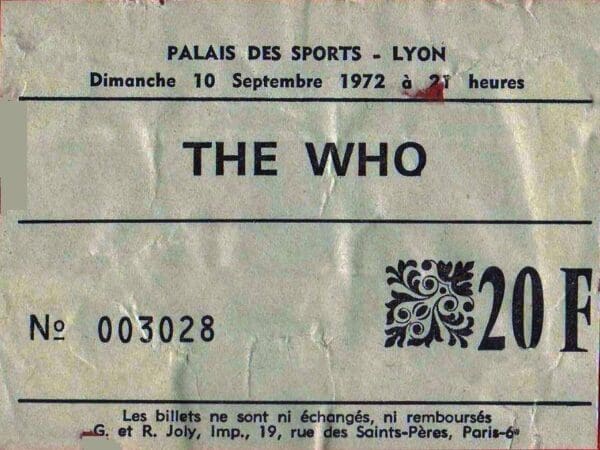 PALAIS DES SPORTS - LYON
Dimanche 10 Septembre 1972 à 21 heures
THE WHO
20 F
Nº 003028
Les billets ne sont ni échangés, ni remboursés
G. et R. Joly, Imp., 19, rue des Saints-Pères, Paris-6e